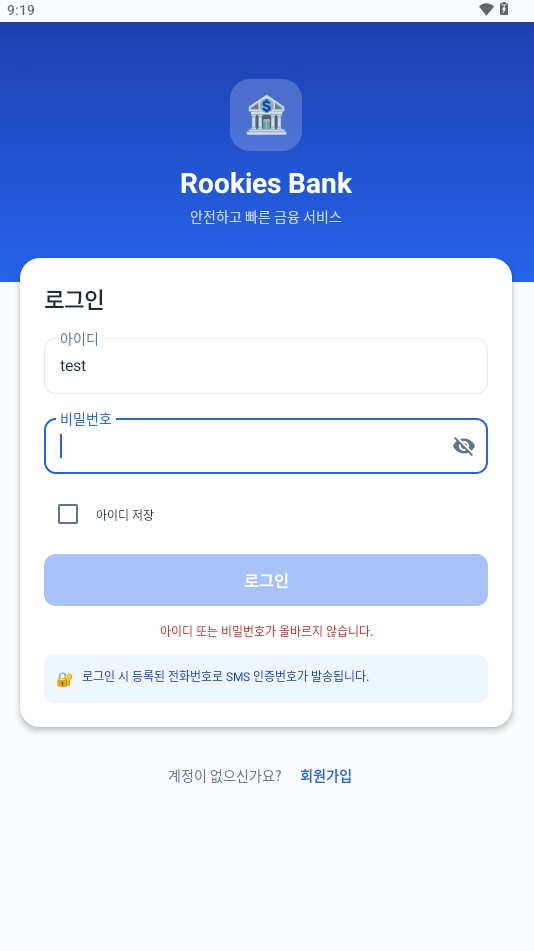 9:19
$
Rookies Bank
안전하고 빠른 금융 서비스
로그인
아이디
test
비밀번호
아이디 저장
로그인
아이디 또는 비밀번호가 올바르지 않습니다.
로그인 시 등록된 전화번호로 SMS 인증번호가 발송됩니다.
계정이 없으신가요? 회원가입